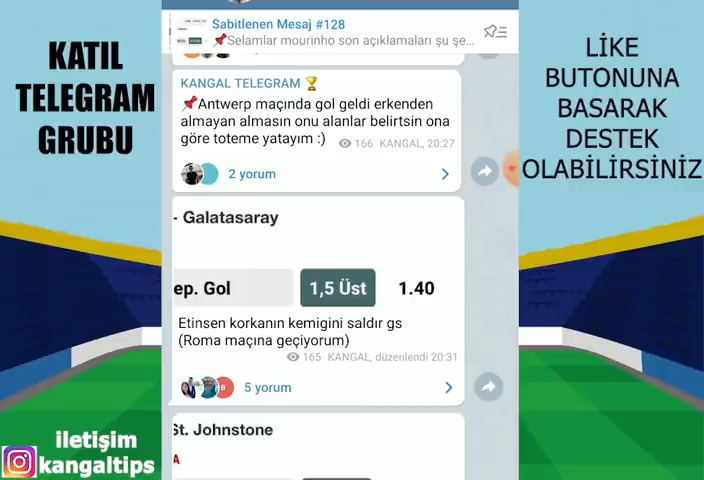 KATIL
TELEGRAM
GRUBU
Sabitlenen Mesaj #128
📌Selamlar mourinho son açıklamaları şu şe...
KANGAL TELEGRAM 🏆
📌Antwerp maçında gol geldi erkenden
almayan almasın onu alanlar belirtsin ona
göre toteme yatayım :)
166 KANGAL, 20:27
2 yorum
- Galatasaray
ep. Gol
1,5 Üst
1.40
Etinsen korkanın kemigini saldır gs
(Roma maçına geçiyorum)
165 KANGAL, düzenlendi 20:31
5 yorum
St. Johnstone
A
LİKE
BUTONUNA
BASARAK
DESTEK
OLABİLİRSİNİZ
iletişim
kangaltips